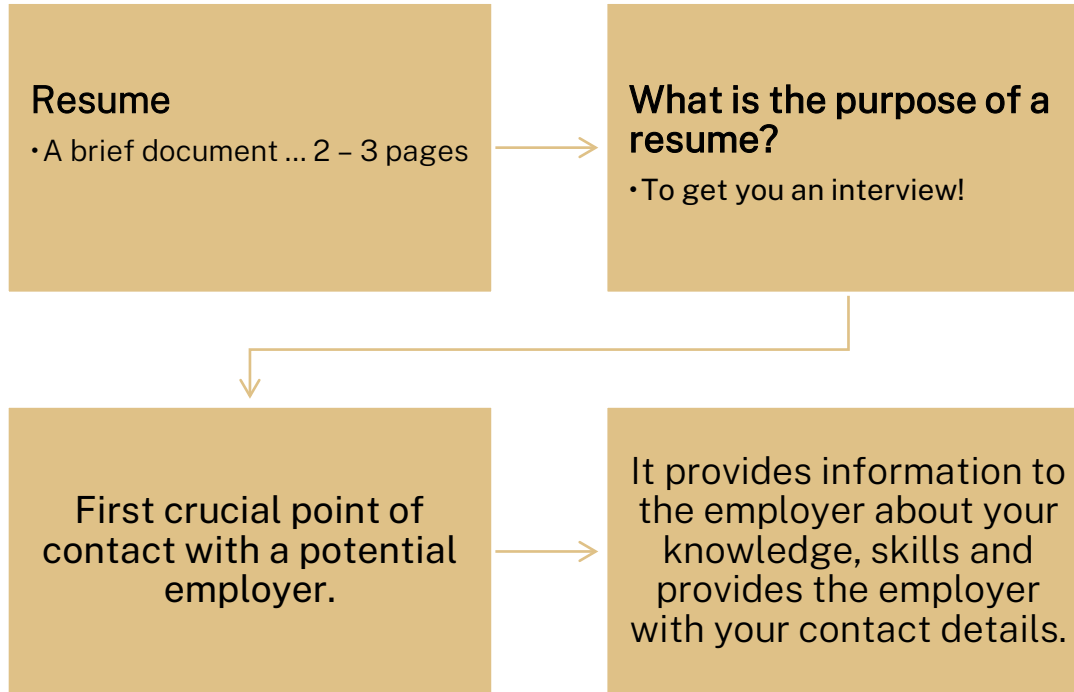 Resume
•A brief document ... 2 – 3 pages
What is the purpose of a
resume?
•To get you an interview!
First crucial point of
contact with a potential
employer.
It provides information to
the employer about your
knowledge, skills and
provides the employer
with your contact details.